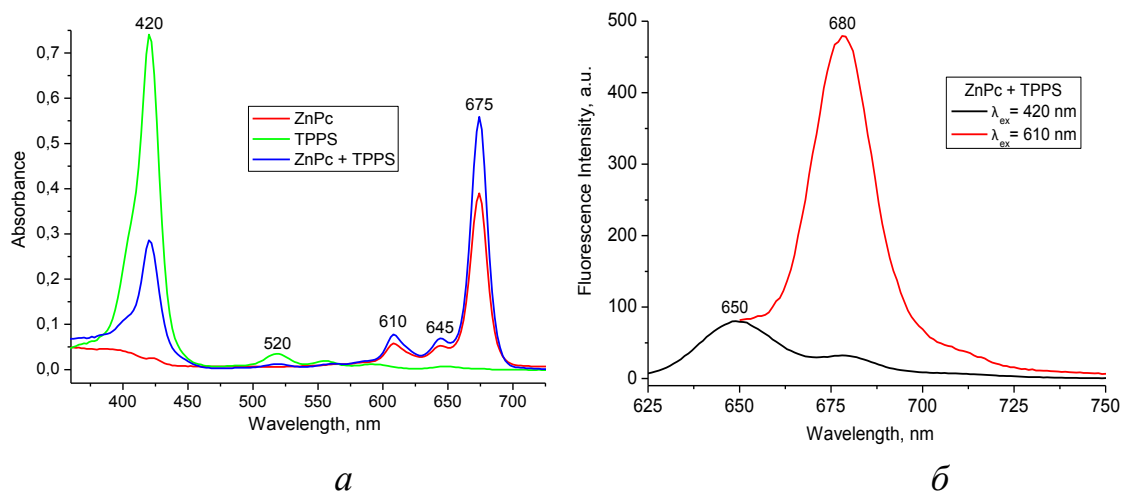 420
0,7
0,6
0,5
0,4
0,3
0,2
0,1
0,0
Absorbance
ZnPc
TPPS
ZnPc + TPPS
675
520
610
645
400 450 500 550 600 650 700
Wavelength, nm
а
500
400
300
200
100
0
Fluorescence Intensity, a.u.
680
ZnPc + TPPS
λex= 420 nm
λex= 610 nm
650
625 650 675 700 725 750
Wavelength, nm
б